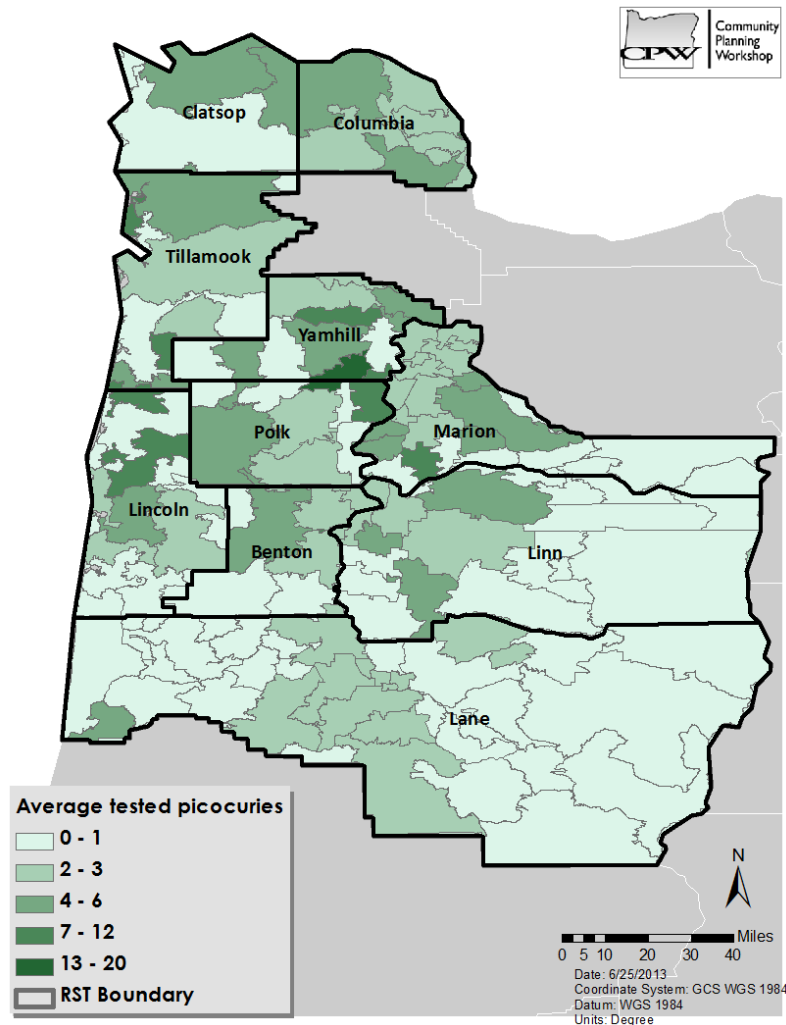 CPW
Community
Planning
Workshop
Clatsop
Columbia
Tillamook
Yamhill
Polk
Marion
Lincoln
Benton
Linn
Lane
Average tested picocuries
0 - 1
2 - 3
4 - 6
7 - 12
13 - 20
RST Boundary
N
Miles
0 5 10 20 30 40
Date: 6/25/2013
Coordinate System: GCS WGS 1984
Datum: WGS 1984
Units: Degree